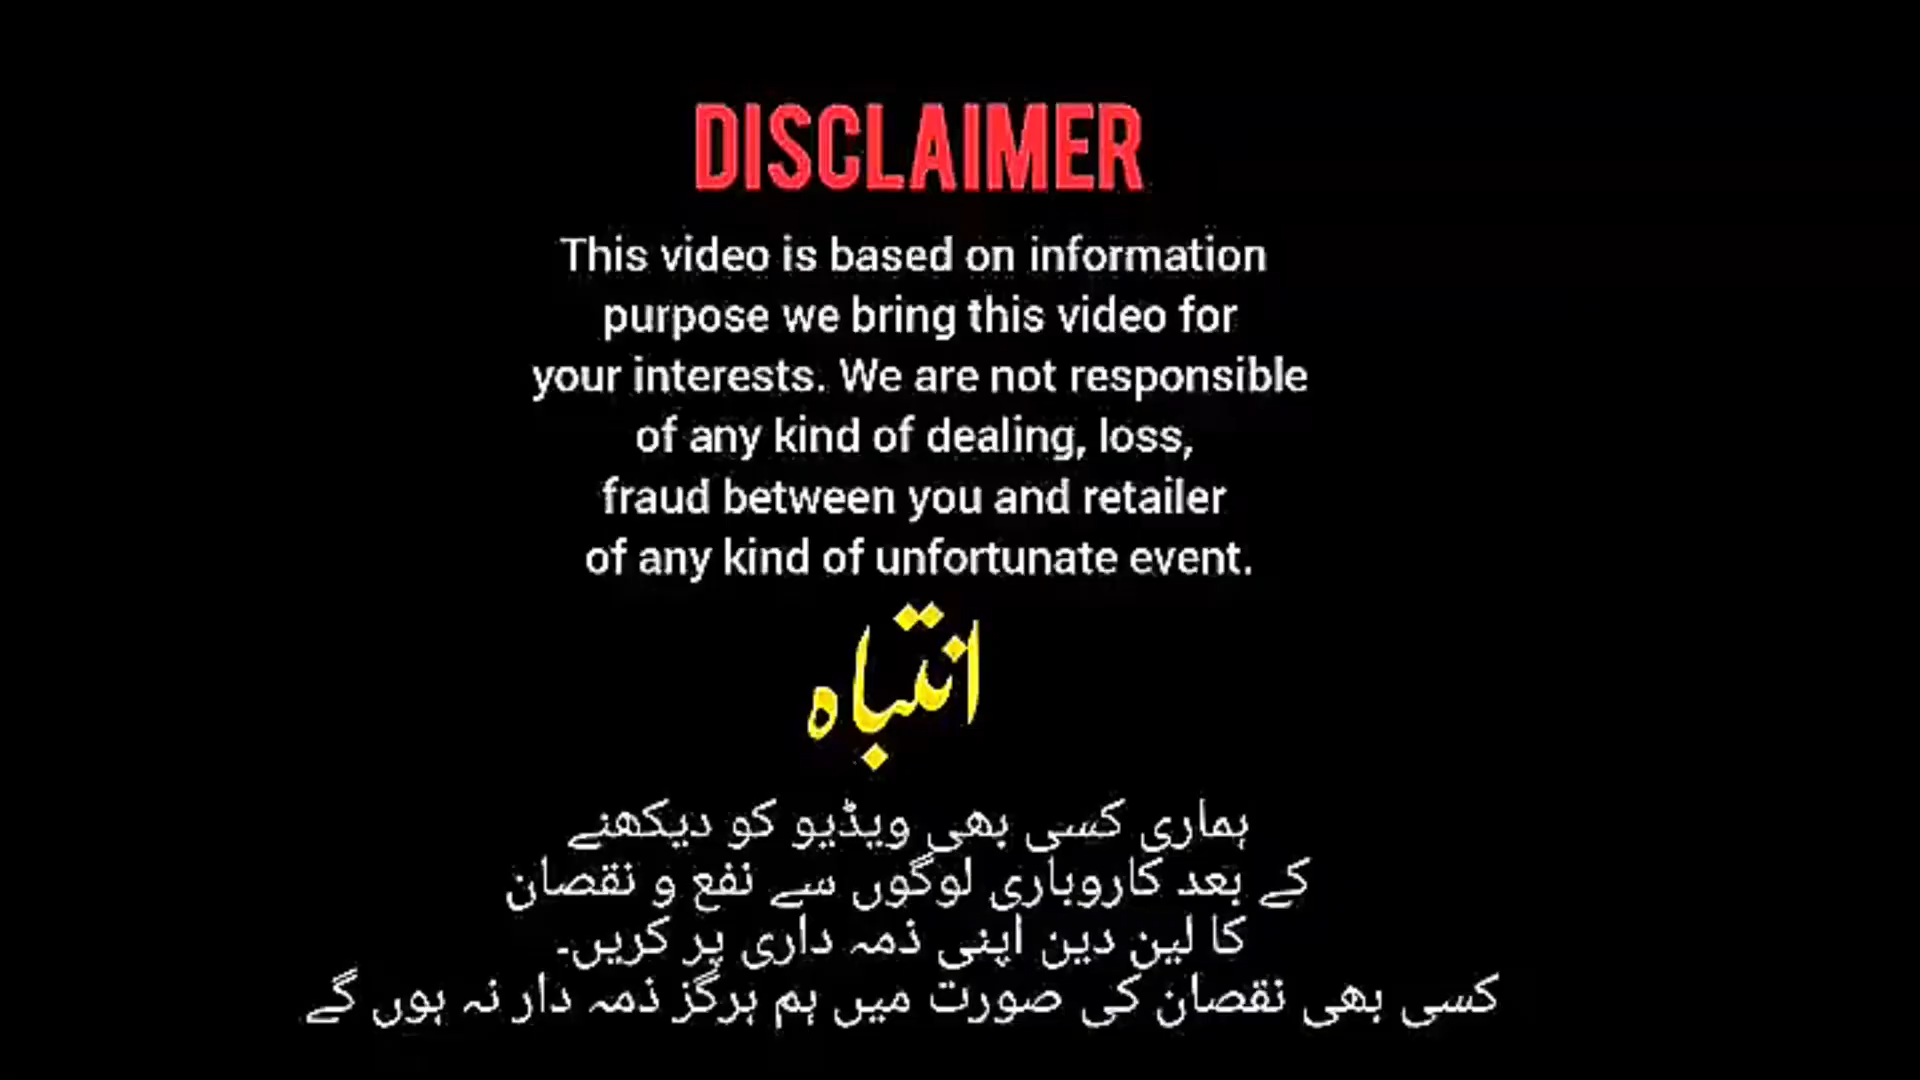 DISCLAIMER
This video is based on information
purpose we bring this video for
your interests. We are not responsible
of any kind of dealing, loss,
fraud between you and retailer
of any kind of unfortunate event.
انتباہ
ہماری کسی بھی ویڈیو کو دیکھنے
کے بعد کاروباری لوگوں سے نفع و نقصان
کا لین دین اپنی ذمہ داری پر کریں۔
کسی بھی نقصان کی صورت میں ہم ہرگز ذمہ دار نہ ہوں گے